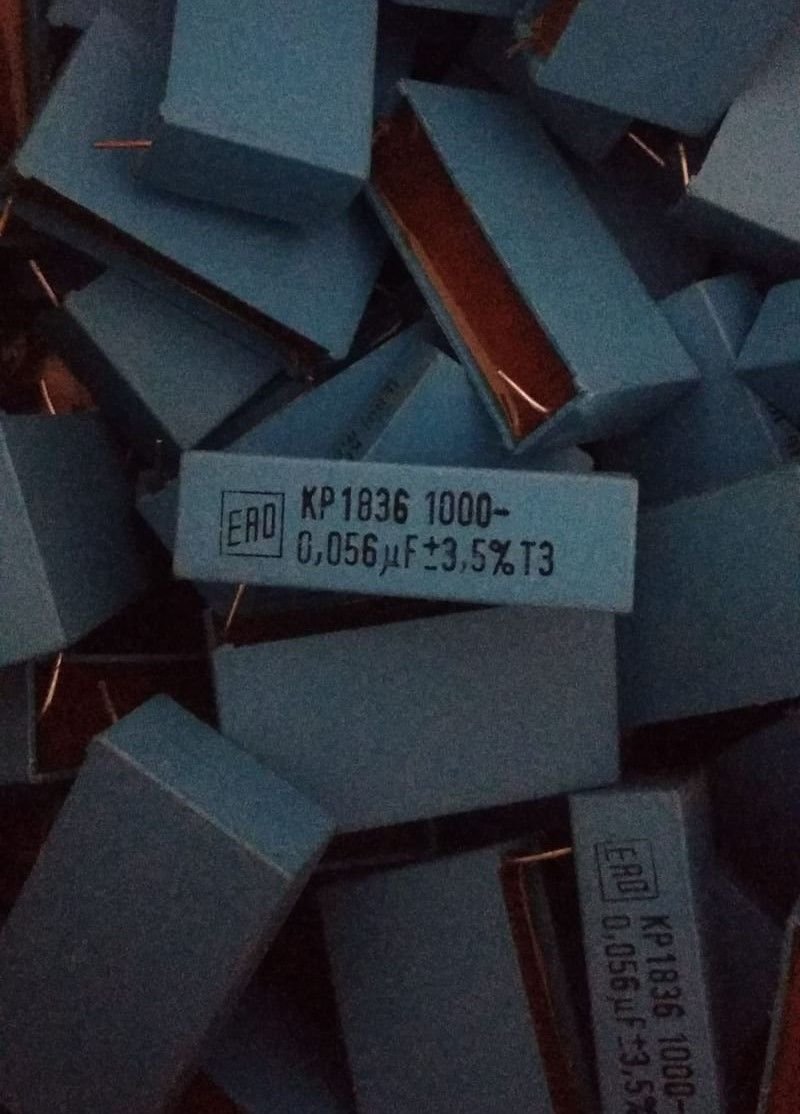 ERO
KP1836 1000-
0,056µF±3,5%T3
ERO
KP1836 1000-
0,056µF±3,5%